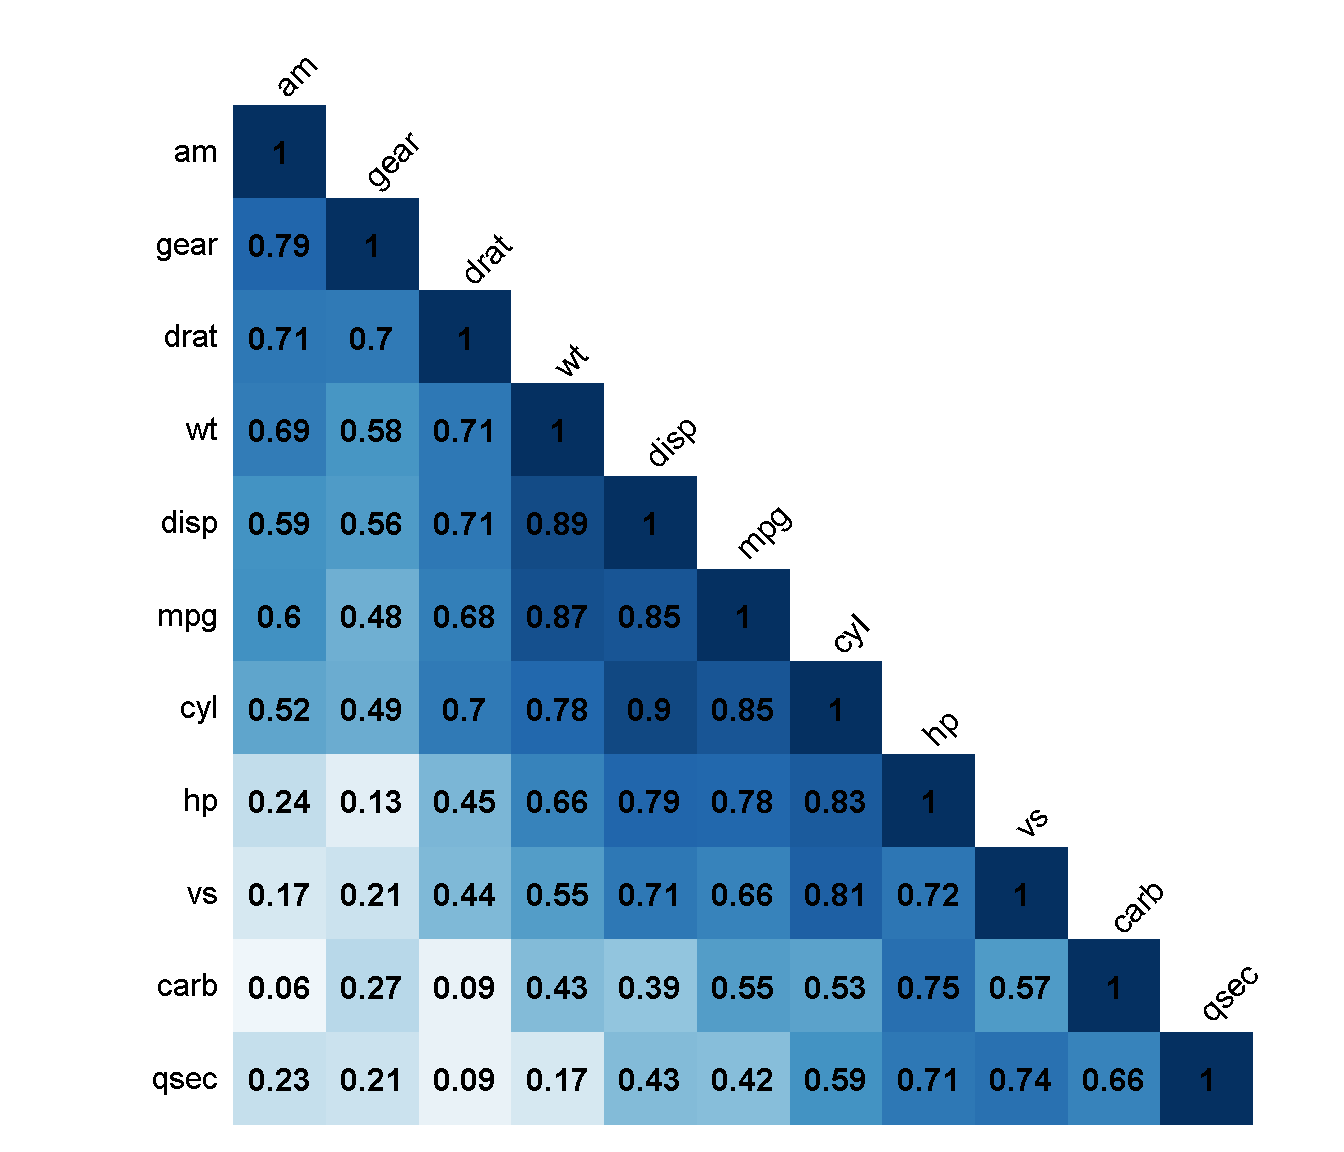 am
am 1 gear
gear 0.79 1 drat
drat 0.71 0.7 1 wt
wt 0.69 0.58 0.71 1 disp
disp 0.59 0.56 0.71 0.89 1 mpg
mpg 0.6 0.48 0.68 0.87 0.85 1 cyl
cyl 0.52 0.49 0.7 0.78 0.9 0.85 1 hp
hp 0.24 0.13 0.45 0.66 0.79 0.78 0.83 1 vs
vs 0.17 0.21 0.44 0.55 0.71 0.66 0.81 0.72 1 carb
carb 0.06 0.27 0.09 0.43 0.39 0.55 0.53 0.75 0.57 1 qsec
qsec 0.23 0.21 0.09 0.17 0.43 0.42 0.59 0.71 0.74 0.66 1